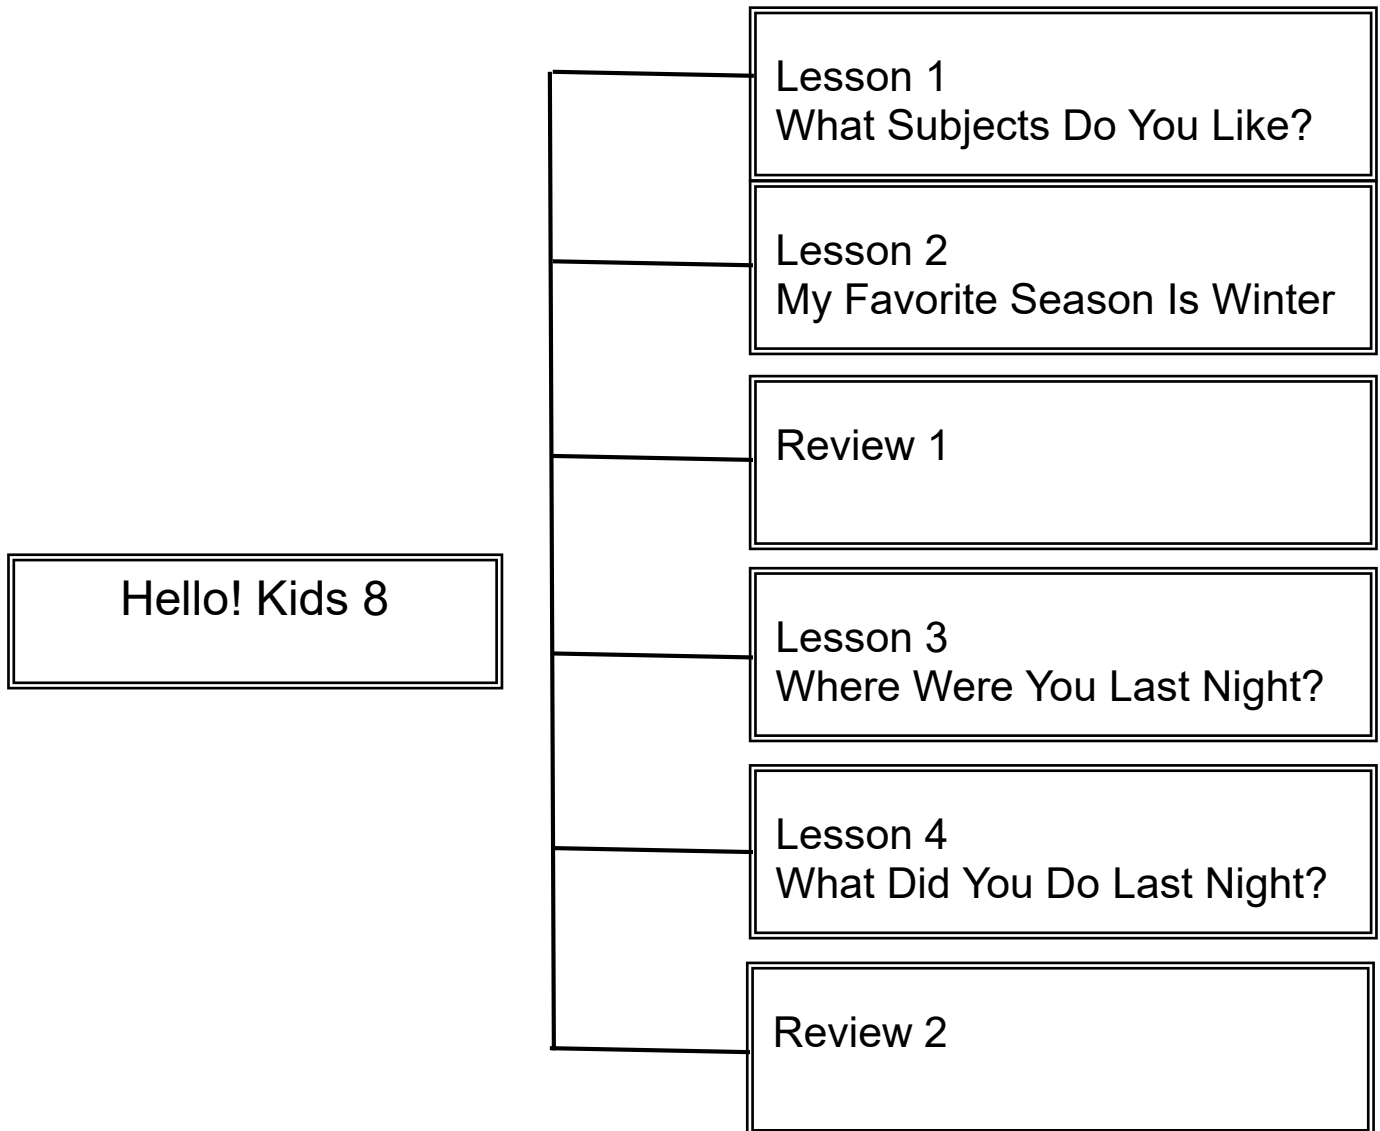 Hello! Kids 8
Lesson 1
What Subjects Do You Like?
Lesson 2
My Favorite Season Is Winter
Review 1
Lesson 3
Where Were You Last Night?
Lesson 4
What Did You Do Last Night?
Review 2